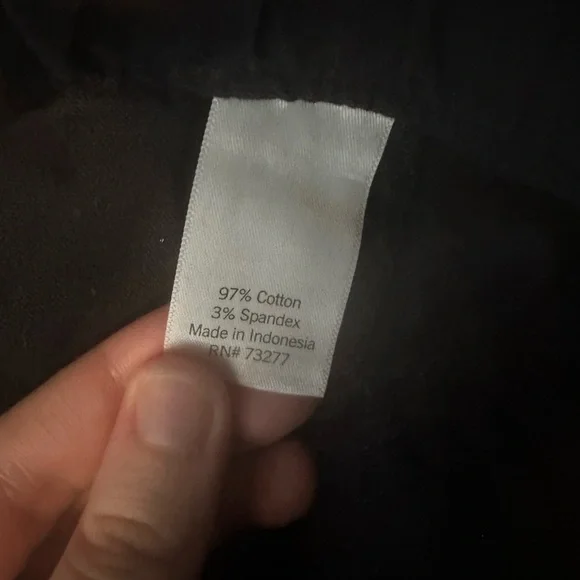 97% Cotton
3% Spandex
Made in Indonesia
RN# 73277